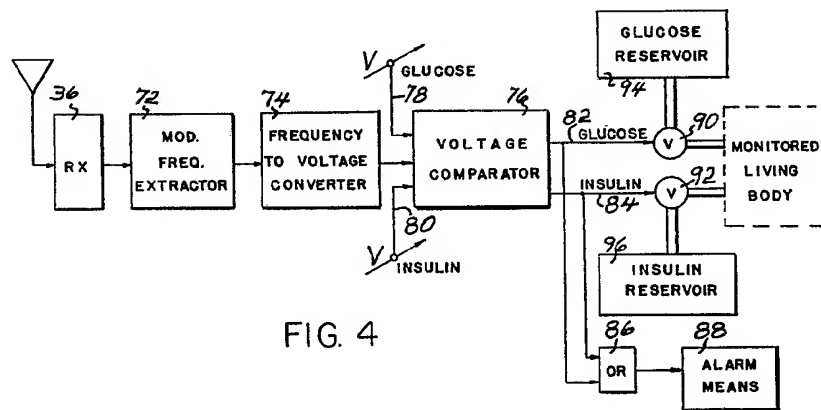 36
RX
72
MOD.
FREQ.
EXTRACTOR
74
FREQUENCY
TO VOLTAGE
CONVERTER
V
GLUCOSE
78
V
INSULIN
80
76
VOLTAGE
COMPARATOR
82
GLUCOSE
INSULIN
84
GLUCOSE
RESERVOIR
94
V
90
V
92
MONITORED
LIVING
BODY
96
INSULIN
RESERVOIR
86
OR
88
ALARM
MEANS
FIG. 4